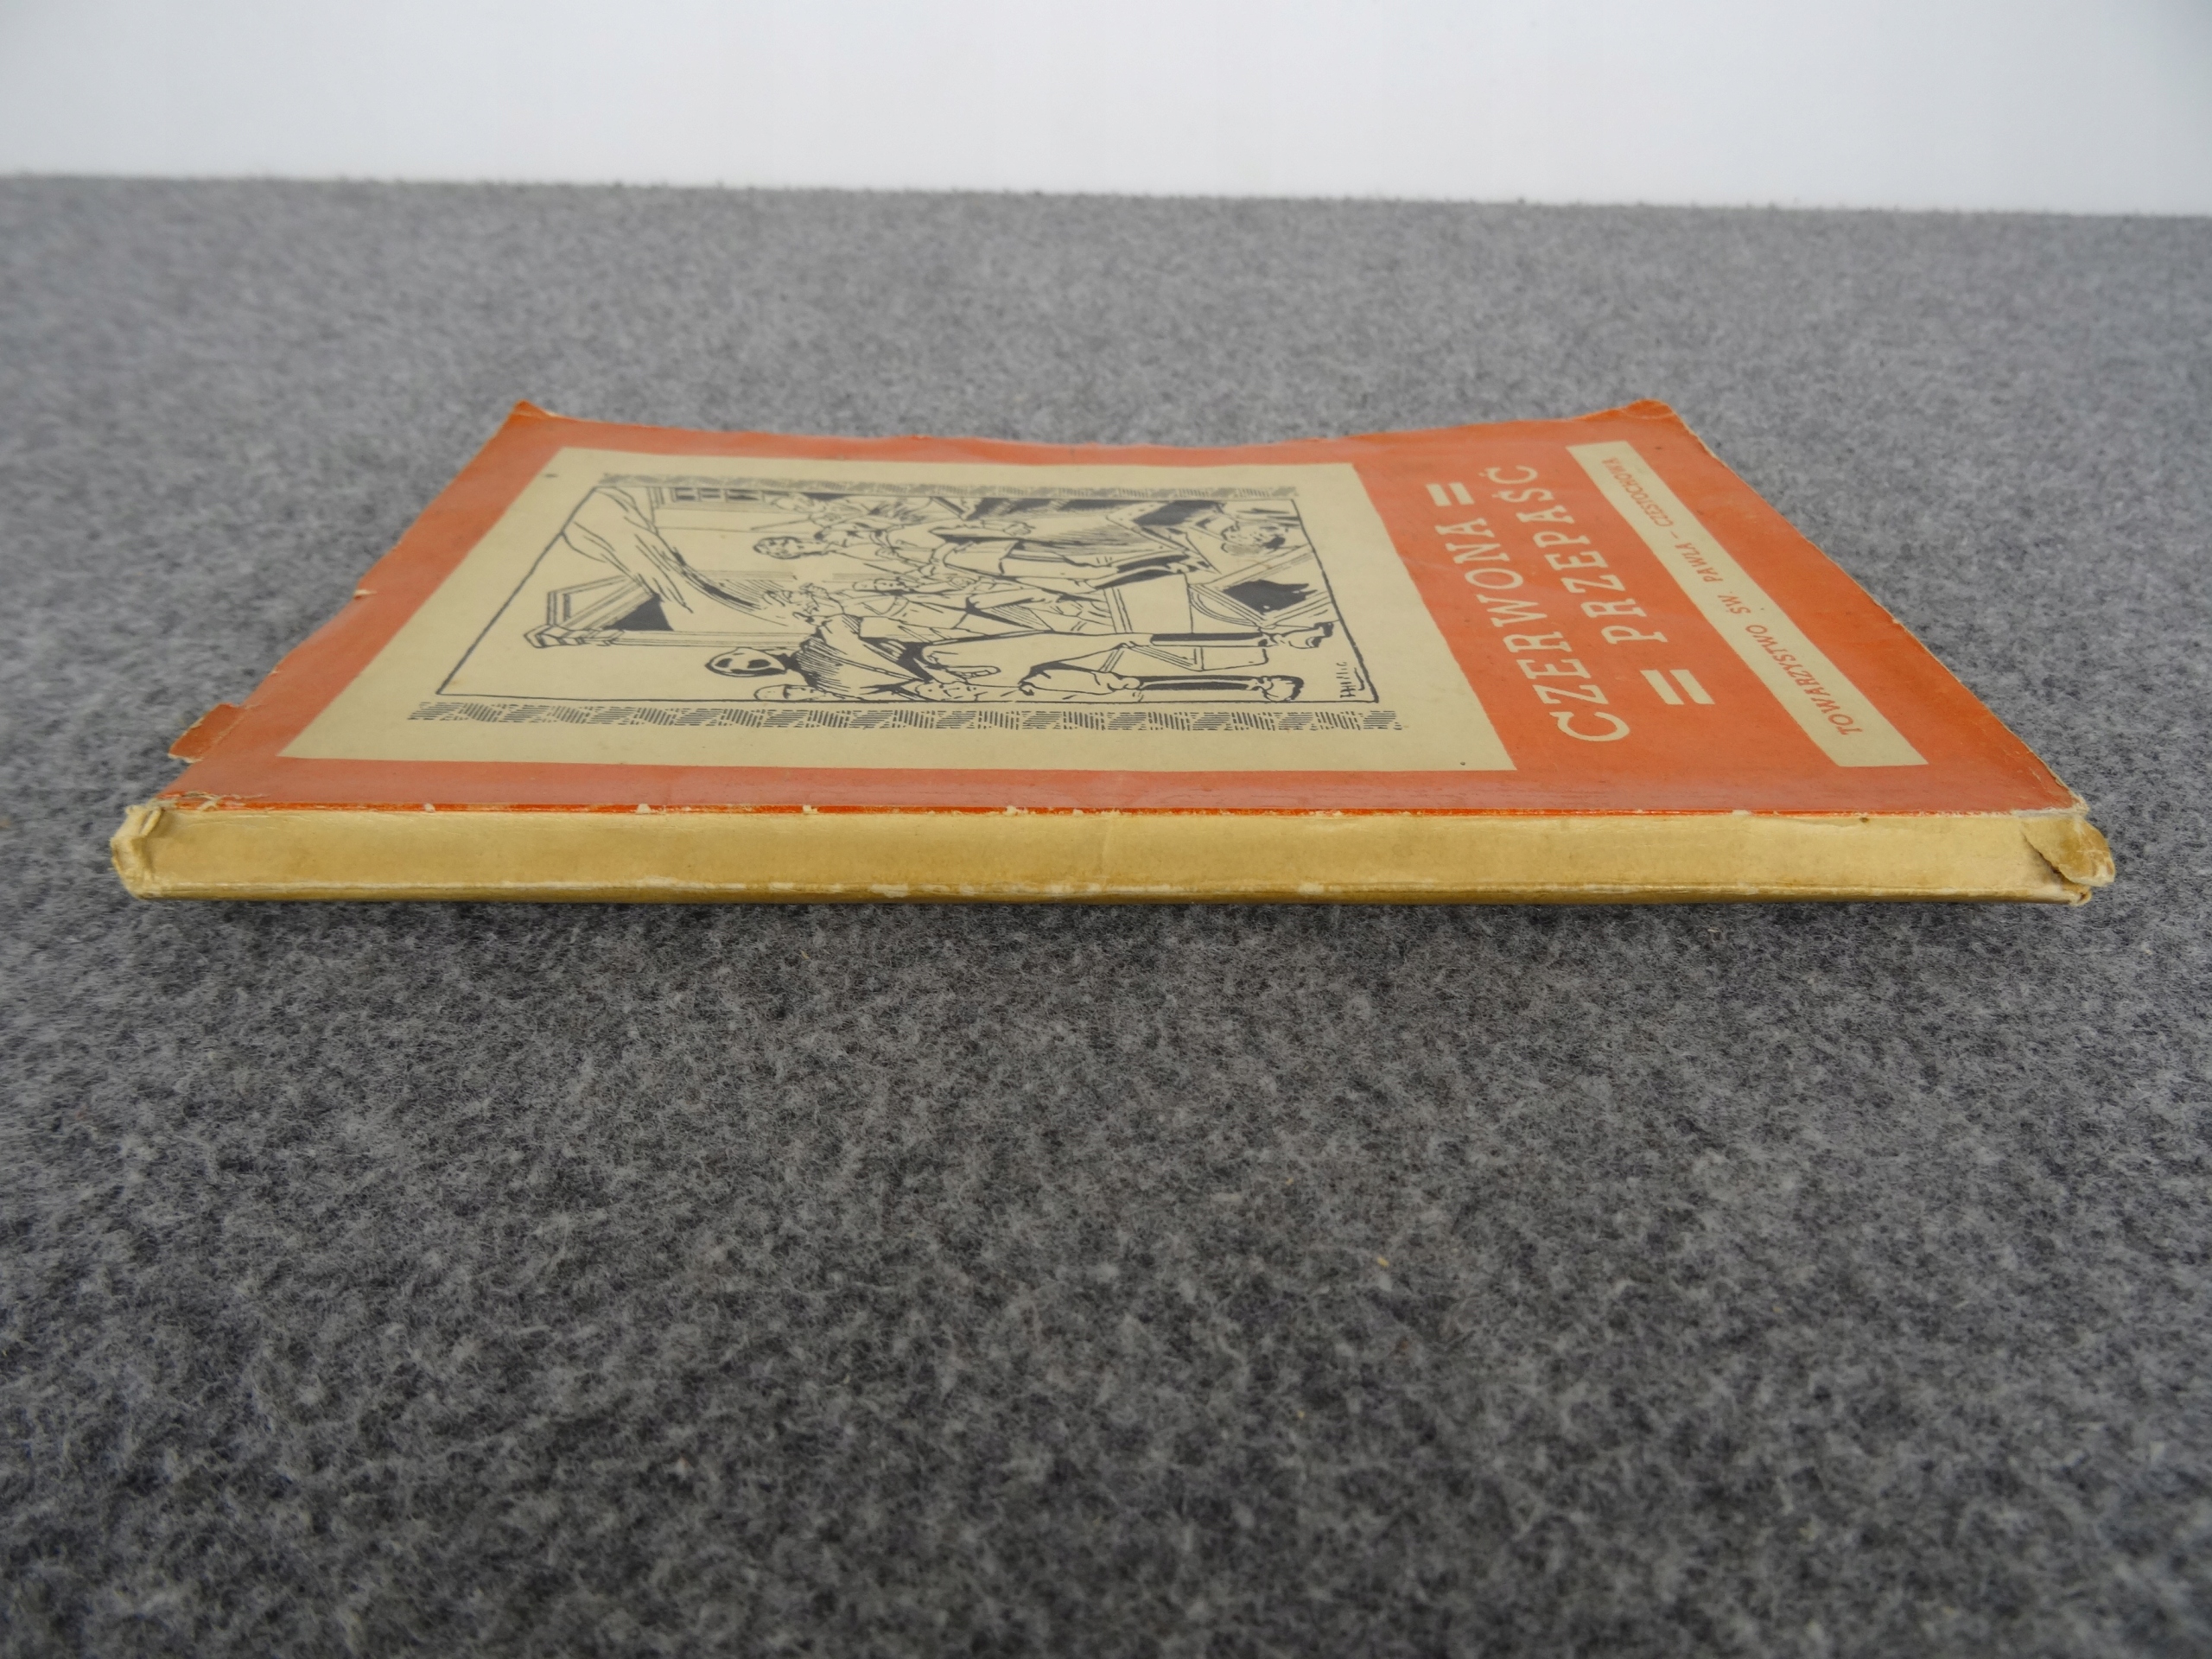 CZERWONA =
= PRZEPAŚĆ
TOWARZYSTWO ŚW. PAWŁA – CZĘSTOCHOWA